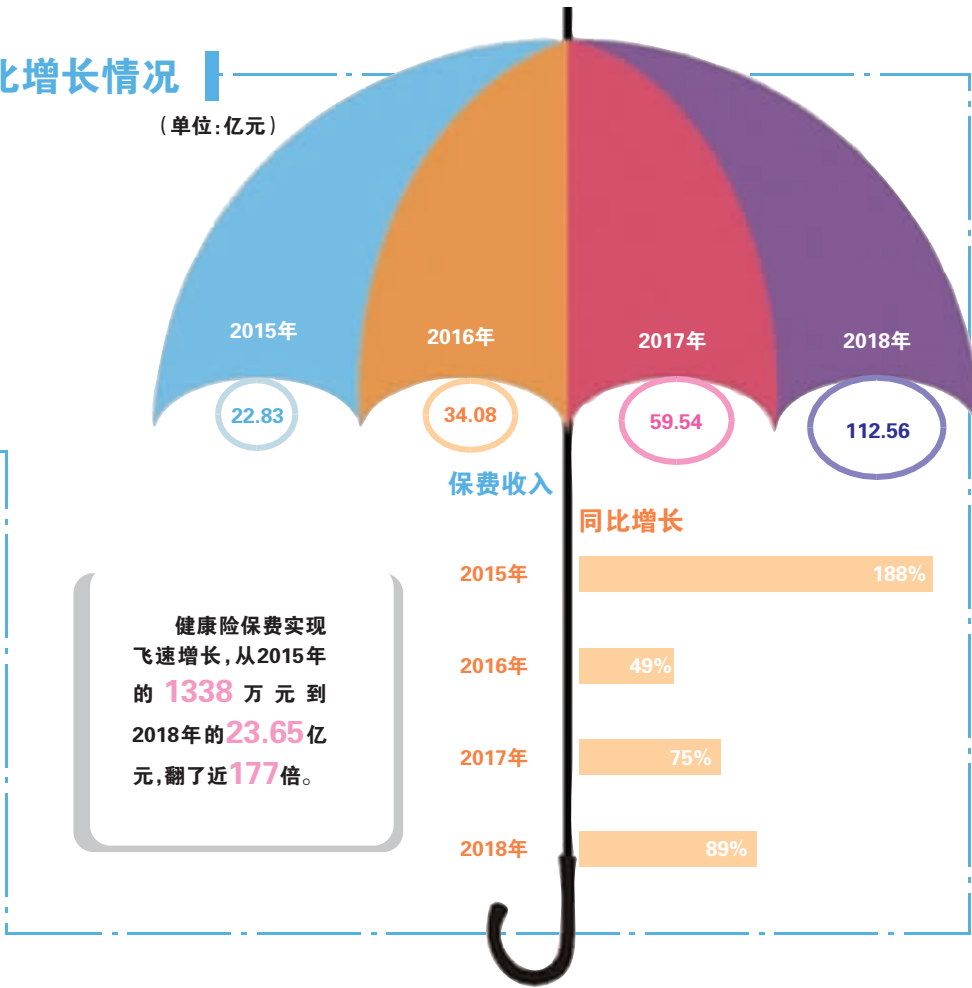 比增长情况
（单位:亿元）
2015年
2016年
2017年
2018年
22.83
34.08
59.54
112.56
保费收入
同比增长
2015年
188%
2016年
49%
2017年
75%
2018年
89%
健康险保费实现
飞速增长,从2015年
的 1338 万元到
2018年的23.65亿
元,翻了近177倍。